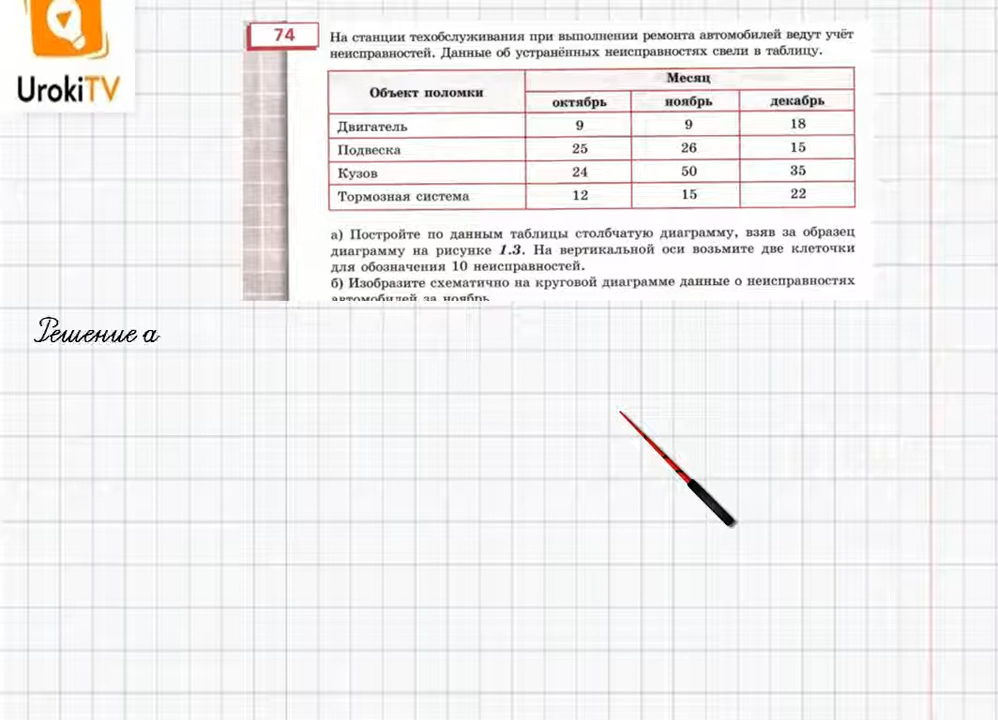 UrokiTV
74
На станции техобслуживания при выполнении ремонта автомобилей ведут учёт
неисправностей. Данные об устранённых неисправностях свели в таблицу.
Объект поломки Месяц
октябрь ноябрь декабрь
Двигатель 9 9 18
Подвеска 25 26 15
Кузов 24 50 35
Тормозная система 12 15 22
а) Постройте по данным таблицы столбчатую диаграмму, взяв за образец
диаграмму на рисунке 1.3. На вертикальной оси возьмите две клеточки
для обозначения 10 неисправностей.
б) Изобразите схематично на круговой диаграмме данные о неисправностях
автомобилей за ноябрь
Решение а